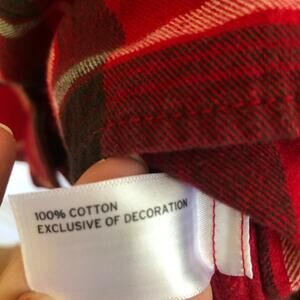 100% COTTON
EXCLUSIVE OF DECORATION